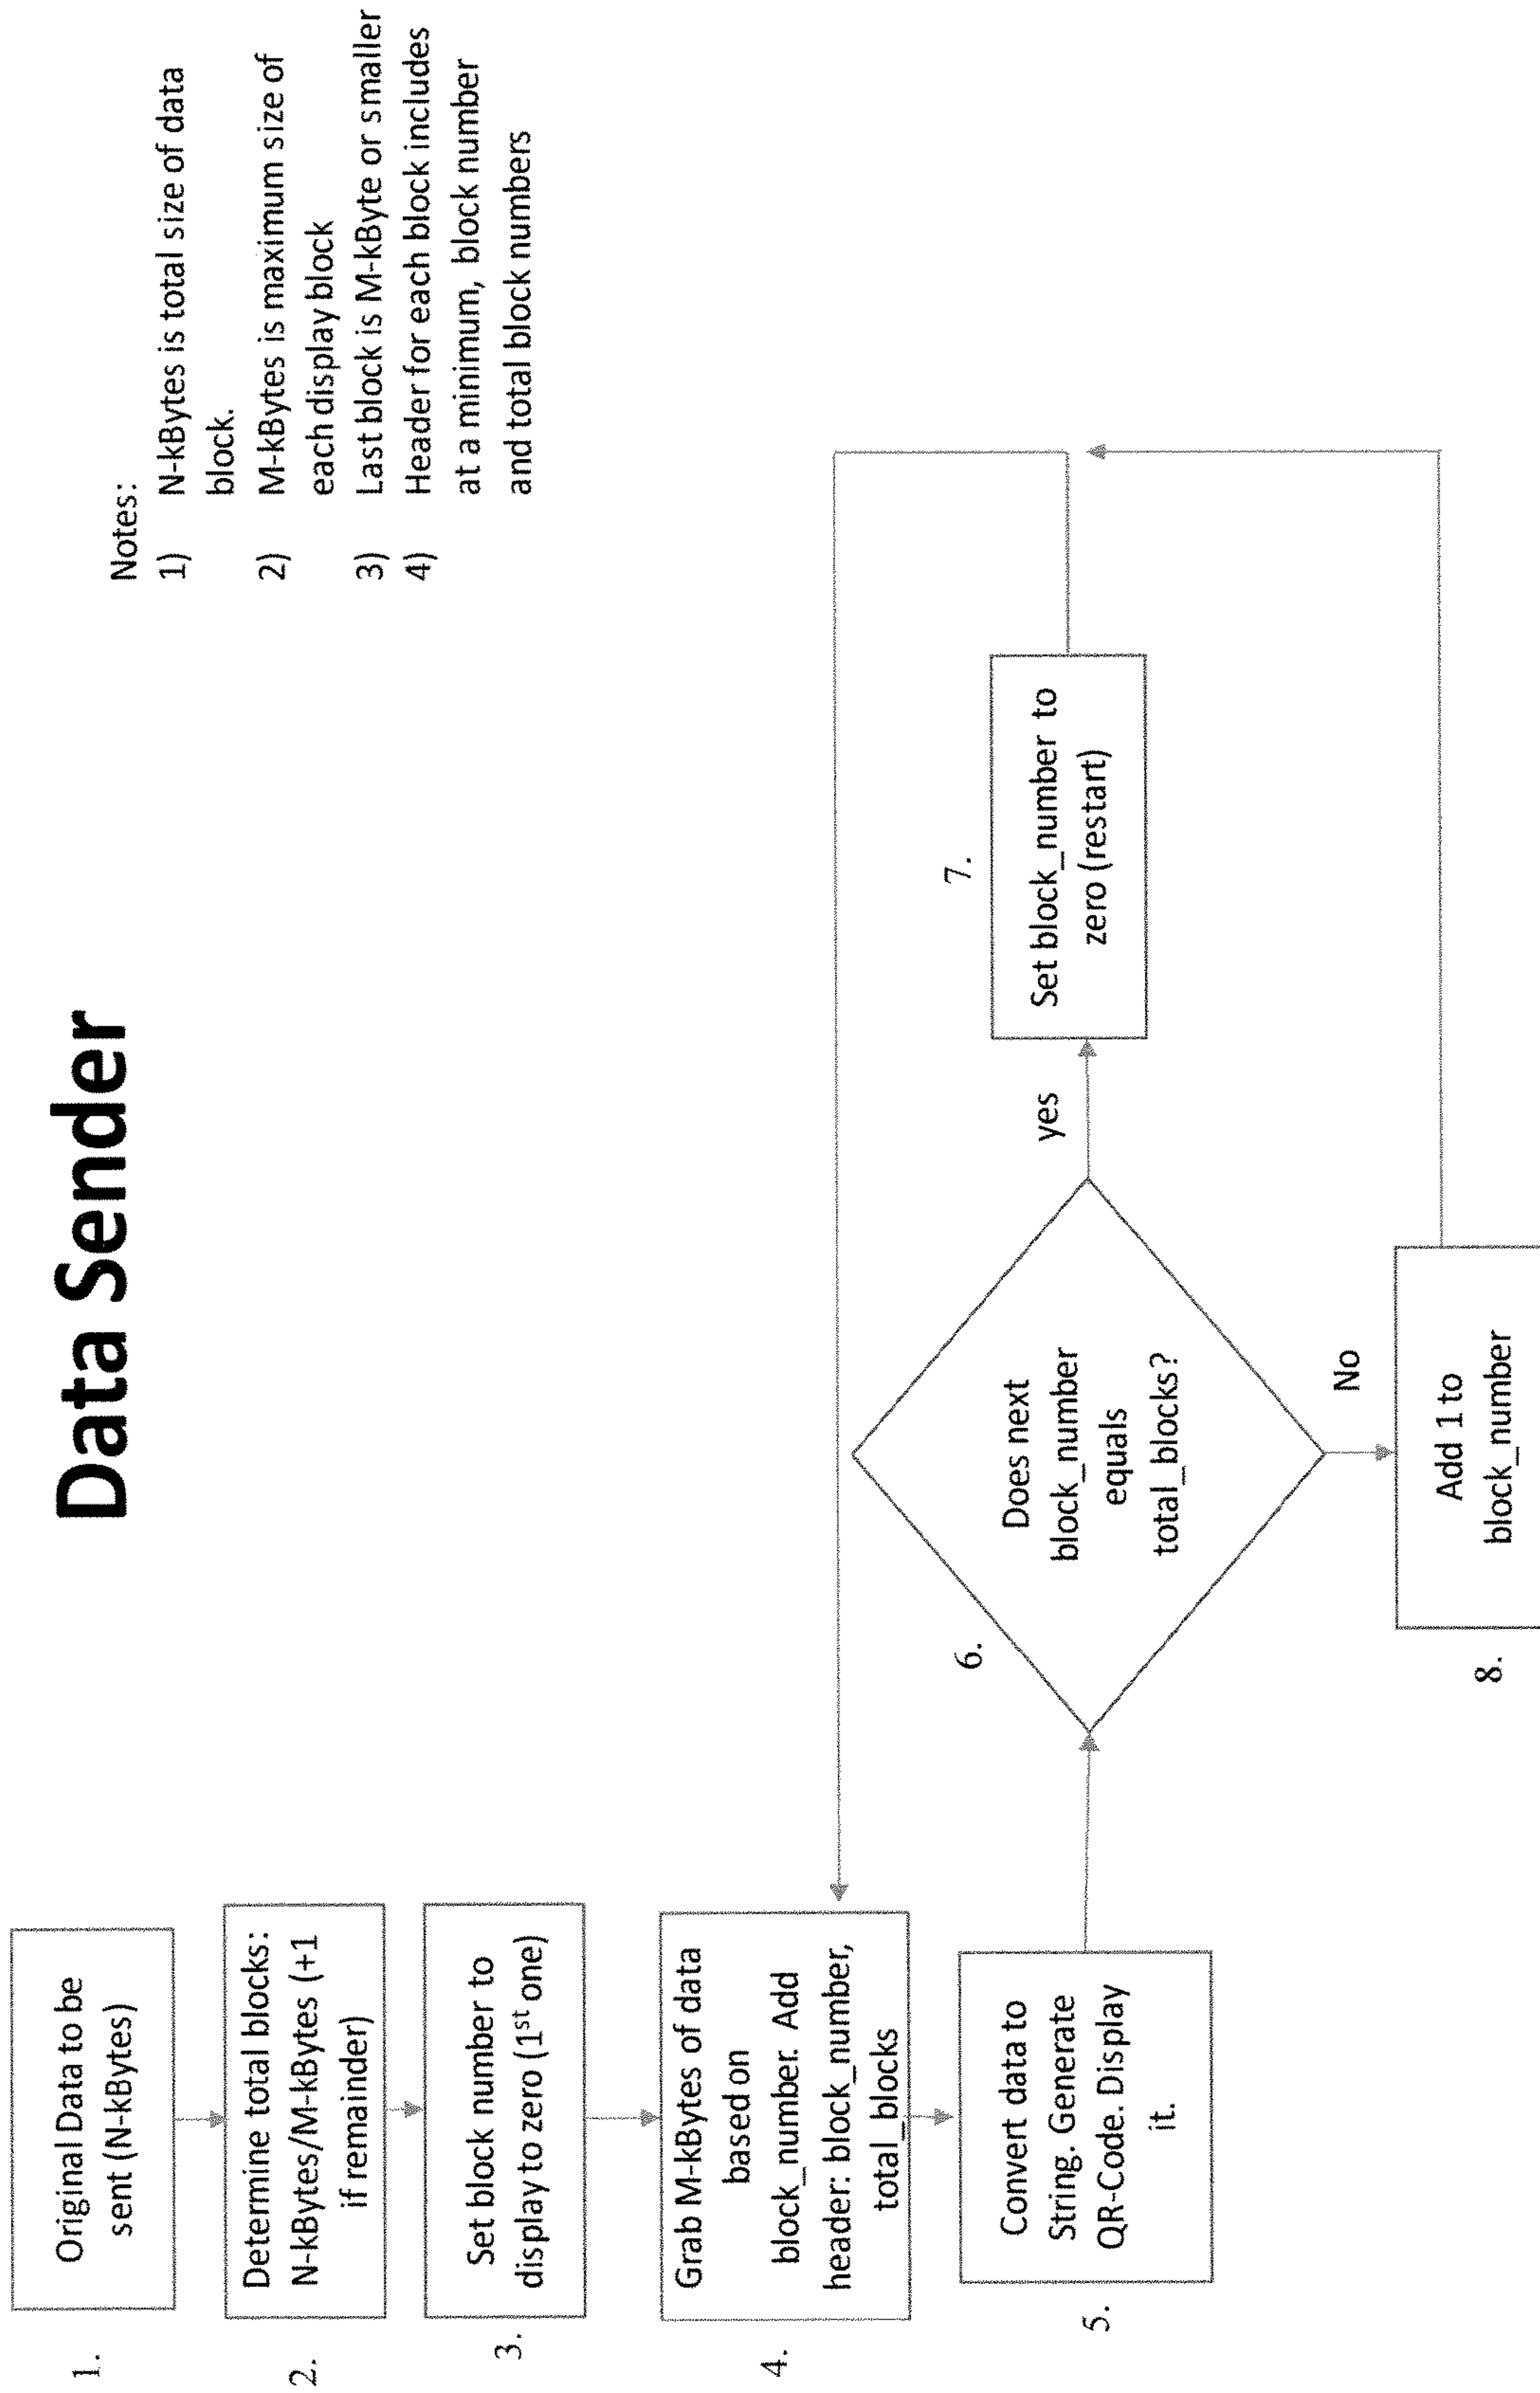 Data Sender
Notes:
1) N-kBytes is total size of data
block.
2) M-kBytes is maximum size of
each display block
3) Last block is M-kByte or smaller
4) Header for each block includes
at a minimum, block number
and total block numbers
1.
Original Data to be
sent (N-kBytes)
2.
Determine total blocks:
N-kBytes/M-kBytes (+1
if remainder)
3.
Set block number to
display to zero (1st one)
4.
Grab M-kBytes of data
based on
block_number. Add
header: block_number,
total_blocks
5.
Convert data to
String. Generate
QR-Code. Display
it.
6.
Does next
block_number
equals
total_blocks?
yes
7.
Set block_number to
zero (restart)
No
8.
Add 1 to
block_number